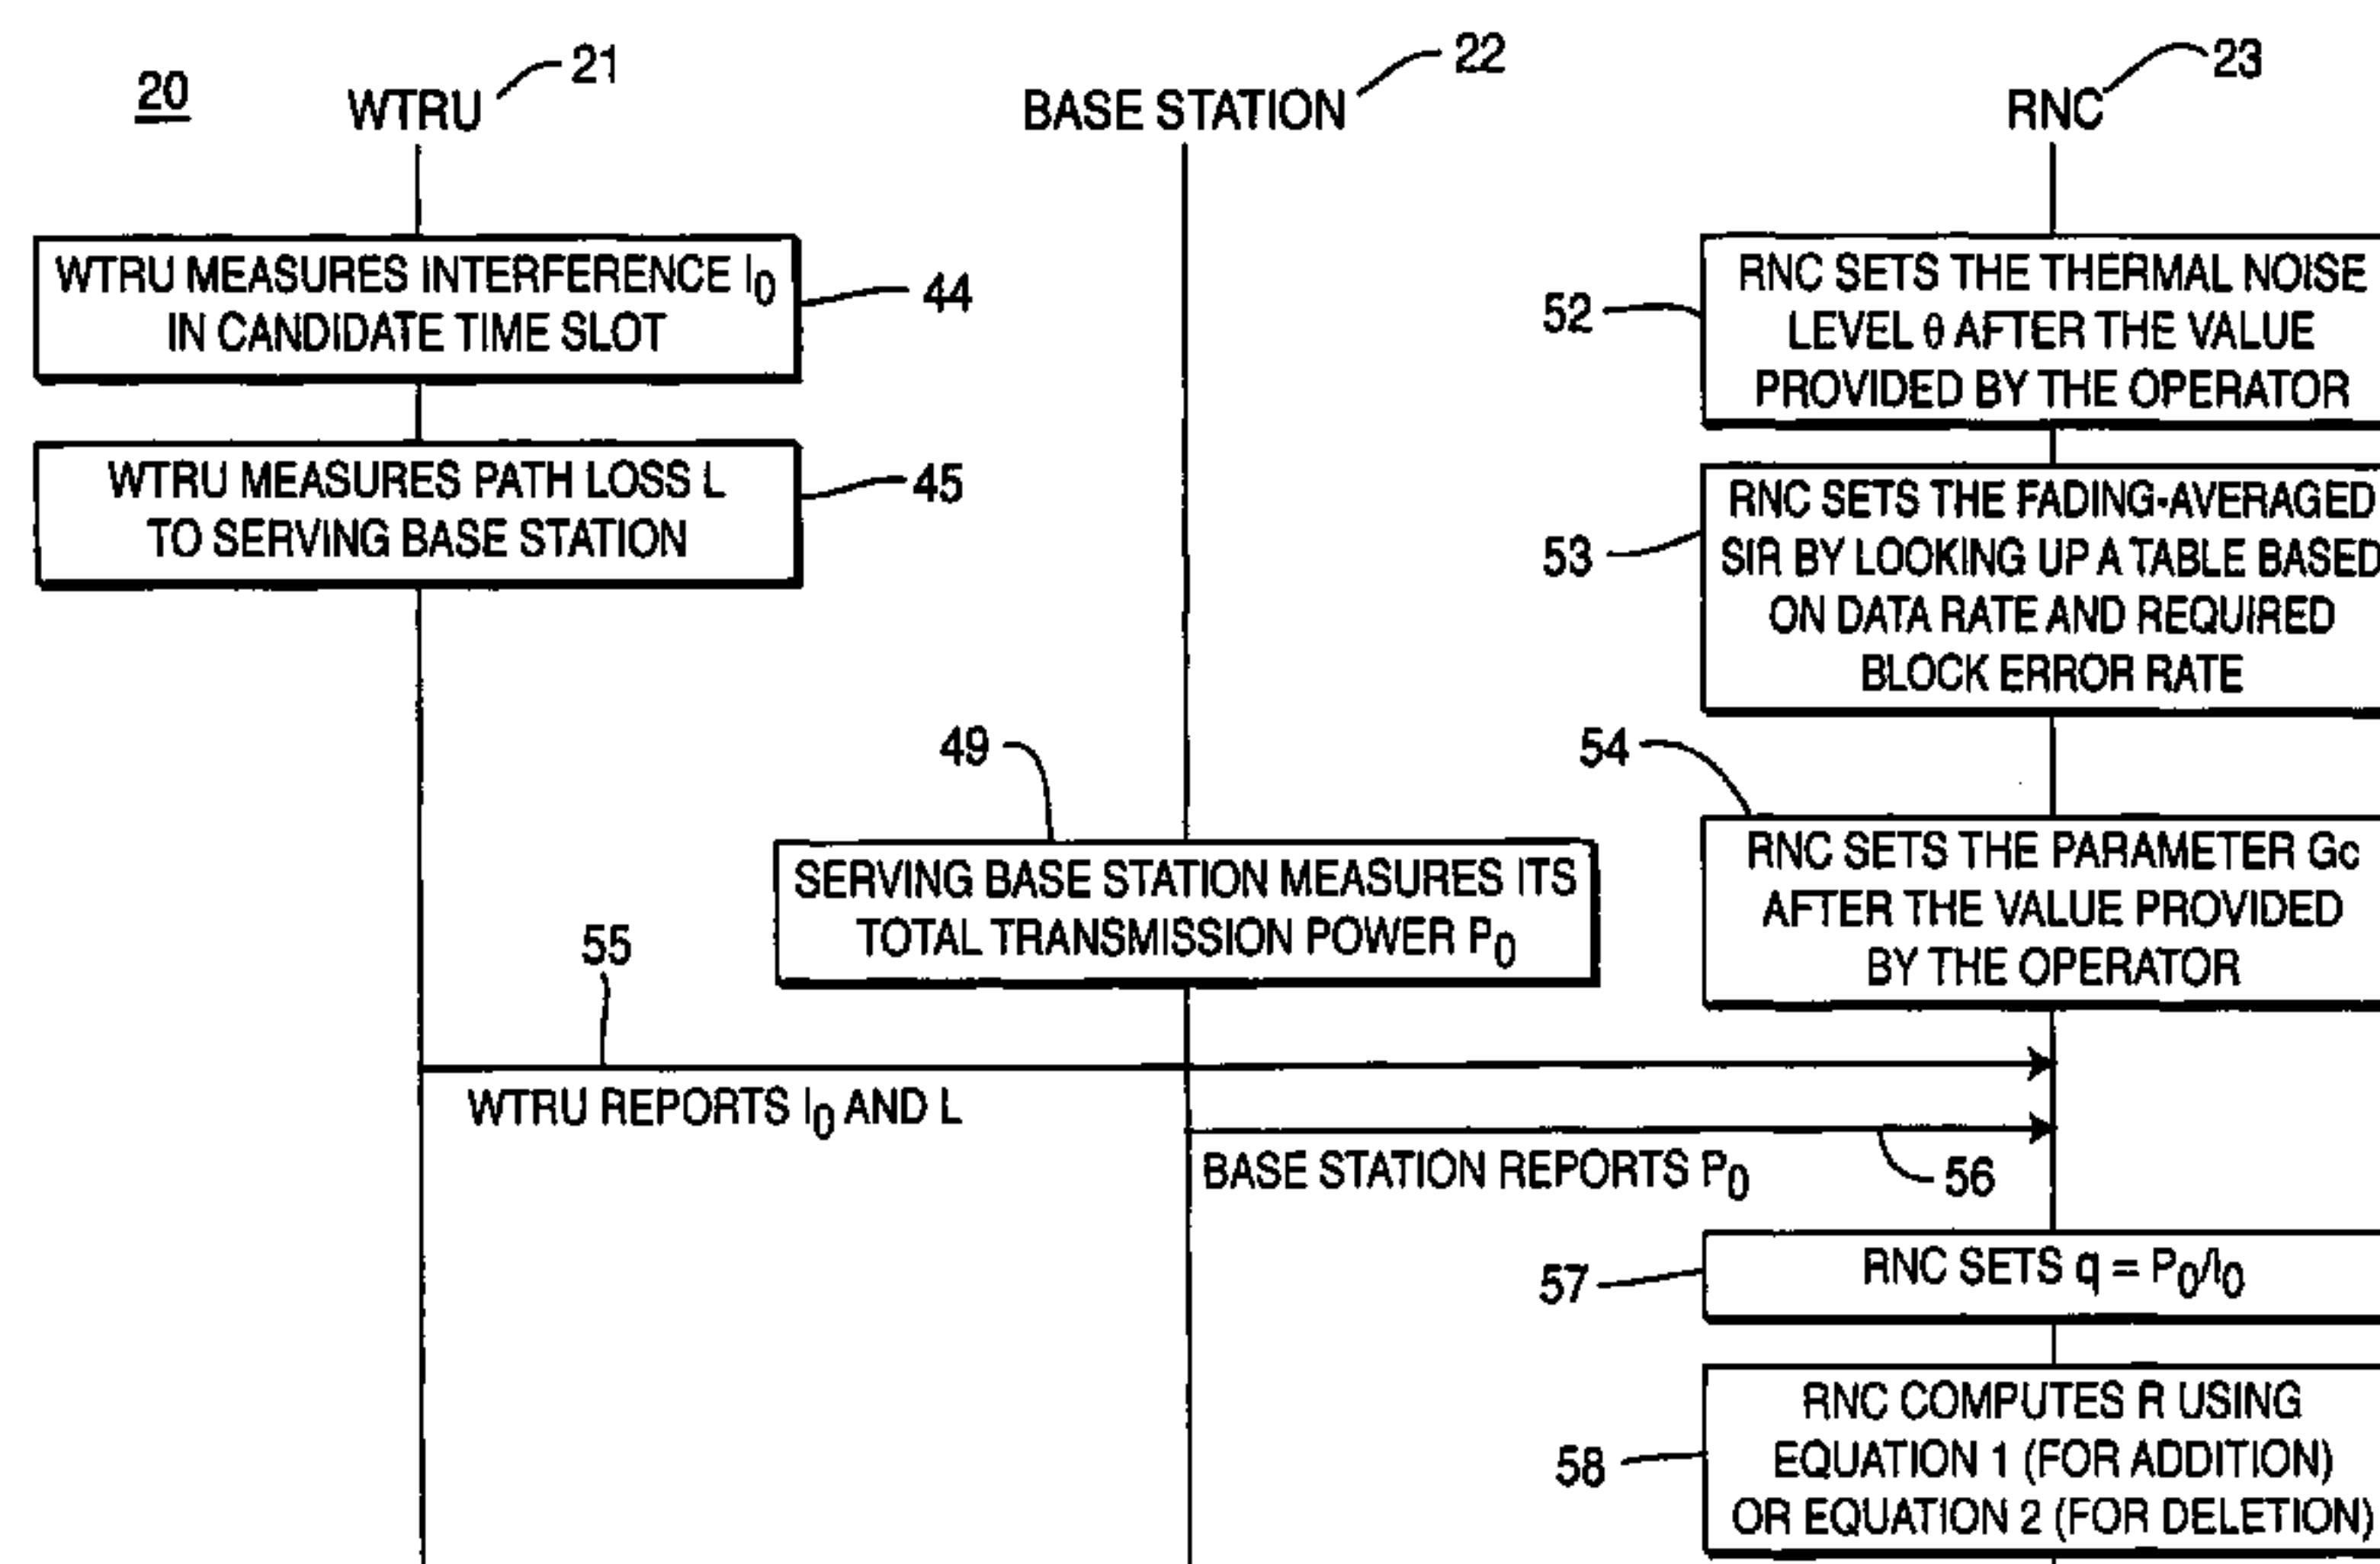 20
WTRU
21
BASE STATION
22
RNC
23
WTRU MEASURES INTERFERENCE I0
IN CANDIDATE TIME SLOT
44
WTRU MEASURES PATH LOSS L
TO SERVING BASE STATION
45
52
RNC SETS THE THERMAL NOISE
LEVEL θ AFTER THE VALUE
PROVIDED BY THE OPERATOR
53
RNC SETS THE FADING-AVERAGED
SIR BY LOOKING UP A TABLE BASED
ON DATA RATE AND REQUIRED
BLOCK ERROR RATE
49
SERVING BASE STATION MEASURES ITS
TOTAL TRANSMISSION POWER P0
54
RNC SETS THE PARAMETER Gc
AFTER THE VALUE PROVIDED
BY THE OPERATOR
55
WTRU REPORTS I0 AND L
BASE STATION REPORTS P0
56
57
RNC SETS q = P0/I0
58
RNC COMPUTES R USING
EQUATION 1 (FOR ADDITION)
OR EQUATION 2 (FOR DELETION)